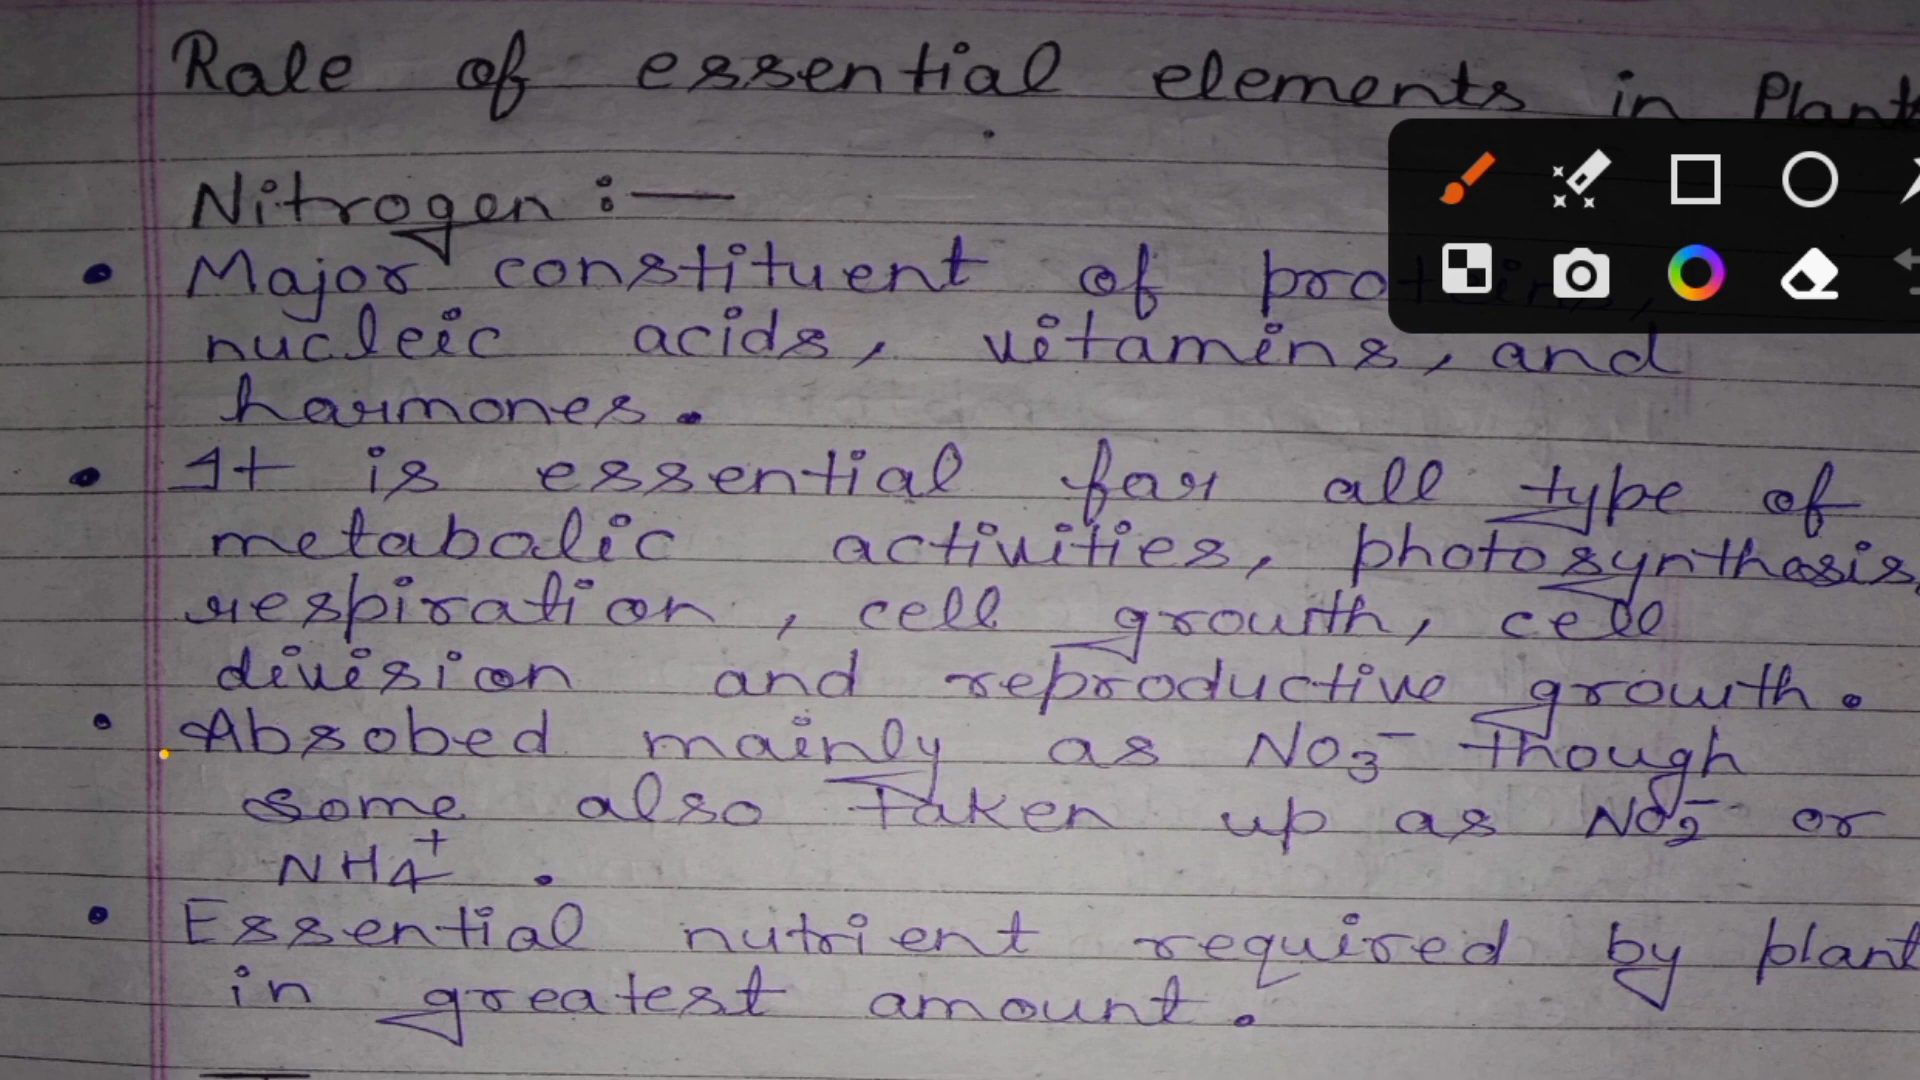 Role of essential elements in Plants
Nitrogen :—
• Major constituent of proteins,
nucleic acids, vitamins, and
harmones.
• It is essential for all type of
metabolic activities, photosynthesis,
respiration, cell growth, cell
division and reproductive growth.
• Absobed mainly as NO₃⁻ though
some also taken up as NO₂⁻ or
NH₄⁺.
• Essential nutrient required by plant
in greatest amount.